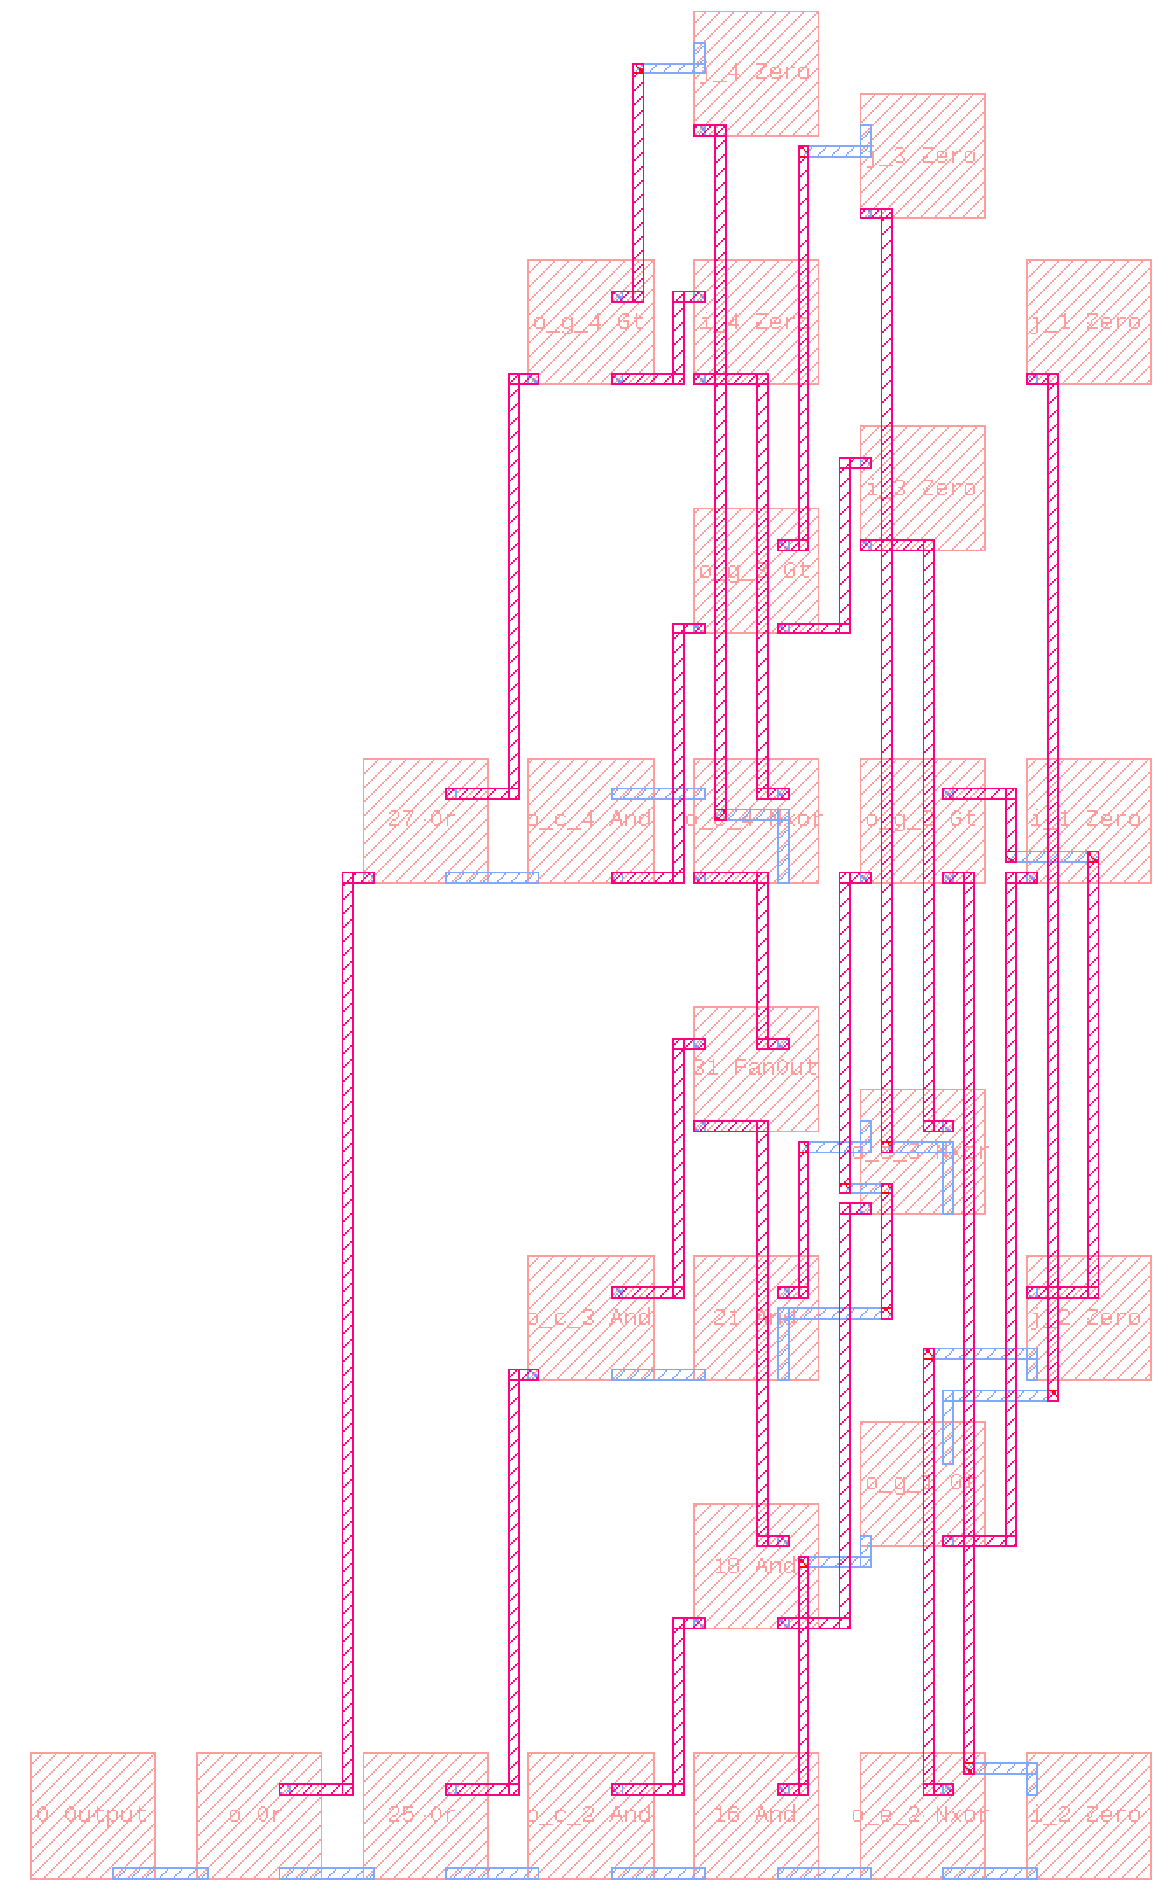 j_4 Zero
j_3 Zero
o_g_4 Gt
i_4 Zero
j_1 Zero
i_3 Zero
o_g_3 Gt
27 Or
o_c_4 And
o_e_4 Nxor
o_g_2 Gt
i_1 Zero
31 FanOut
o_e_3 Nxor
o_c_3 And
21 And
j_2 Zero
o_g_1 Gt
18 And
0 Output
o Or
25 Or
o_c_2 And
16 And
o_e_2 Nxor
i_2 Zero